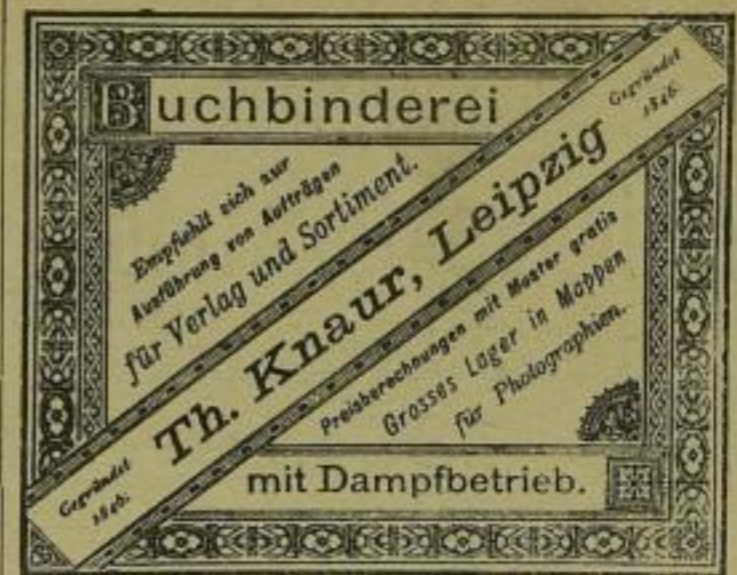 Buchbinderei
Empfiehlt sich zur
Ausführung von Aufträgen
für Verlag und Sortiment.
Gegründet
1846.
Th. Knaur, Leipzig
Gegründet
1846.
Preisberechnungen mit Muster gratis
Grosses Lager in Mappen
für Photographien.
mit Dampfbetrieb.